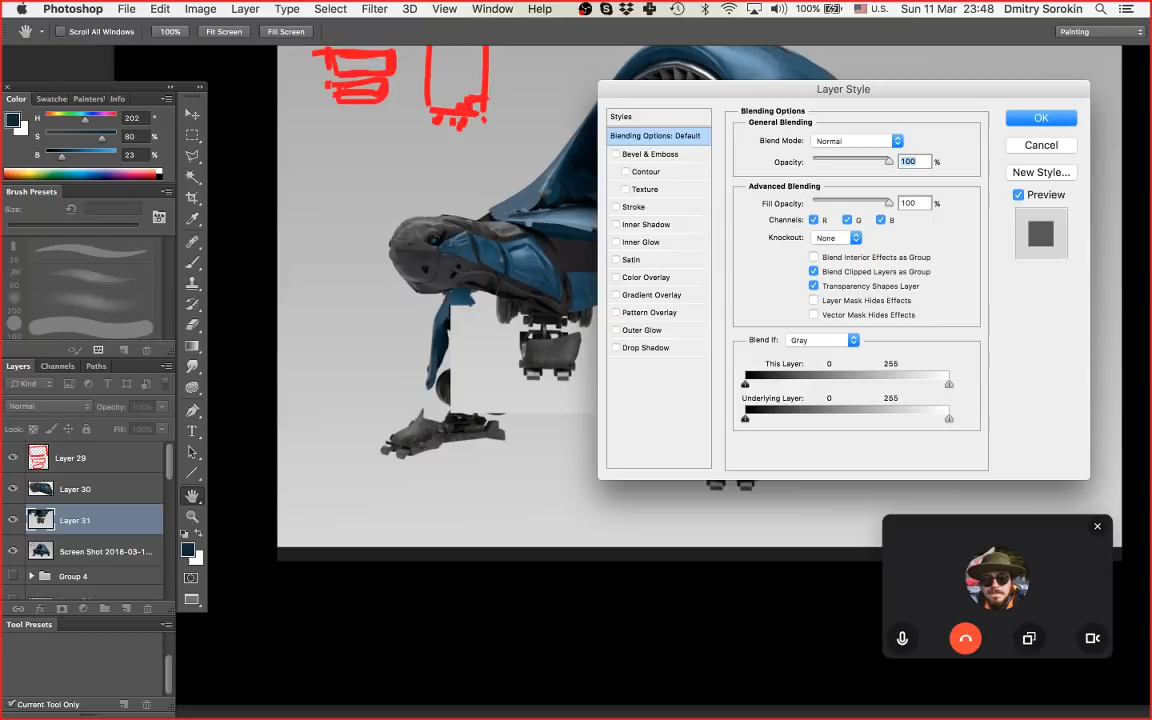 Photoshop File Edit Image Layer Type Select Filter 3D View Window Help 100% U.S. Sun 11 Mar 23:48 Dmitry Sorokin
Scroll All Windows 100% Fit Screen Fill Screen Painting
Color Swatches Painters' Info
H 202 °
S 80 %
B 23 %
Brush Presets
Size:
100
Layers Channels Paths
Kind
Normal Opacity: 100%
Lock: Fill: 100%
Layer 29
Layer 30
Layer 31
Screen Shot 2018-03-1...
Group 4
Tool Presets
Current Tool Only
Layer Style
Styles
Blending Options: Default
Bevel & Emboss
Contour
Texture
Stroke
Inner Shadow
Inner Glow
Satin
Color Overlay
Gradient Overlay
Pattern Overlay
Outer Glow
Drop Shadow
Blending Options
General Blending
Blend Mode: Normal
Opacity: 100 %
Advanced Blending
Fill Opacity: 100 %
Channels: R G B
Knockout: None
Blend Interior Effects as Group
Blend Clipped Layers as Group
Transparency Shapes Layer
Layer Mask Hides Effects
Vector Mask Hides Effects
Blend If: Gray
This Layer: 0 255
Underlying Layer: 0 255
OK
Cancel
New Style...
Preview